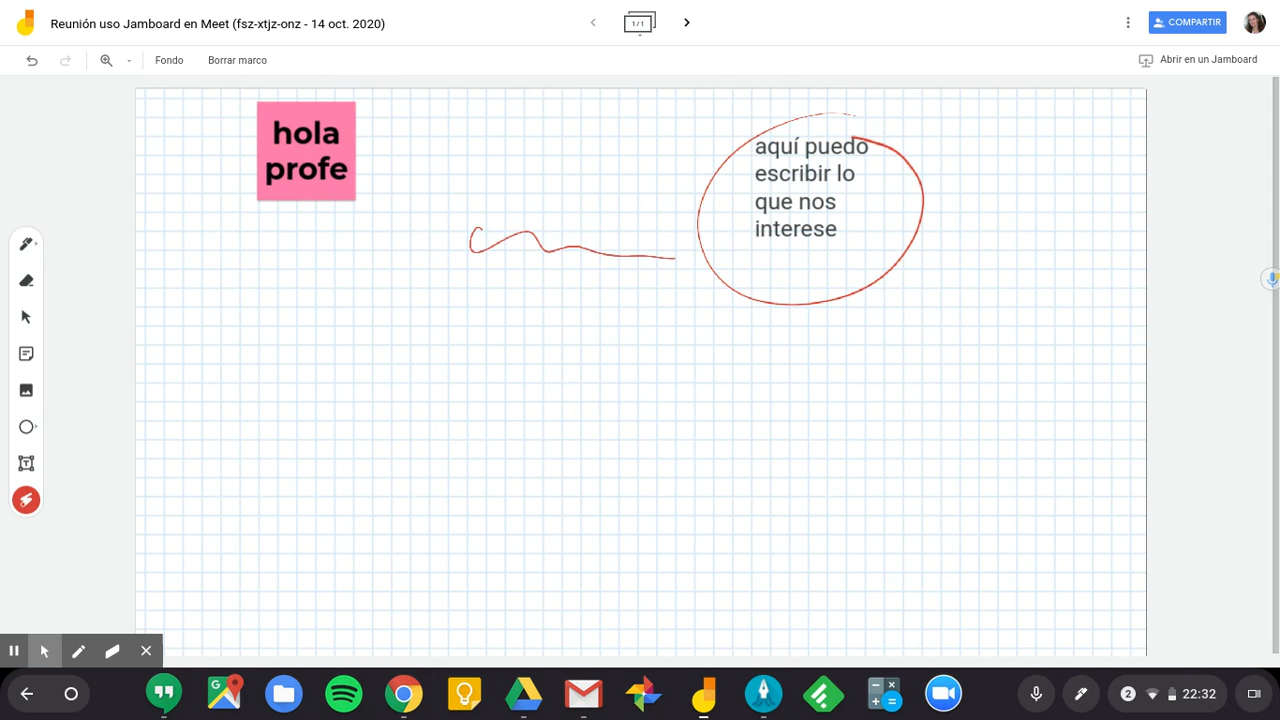 Reunión uso Jamboard en Meet (fsz-xtjz-onz - 14 oct. 2020)
1/1
COMPARTIR
Fondo
Borrar marco
Abrir en un Jamboard
hola
profe
aquí puedo
escribir lo
que nos
interese
2
22:32